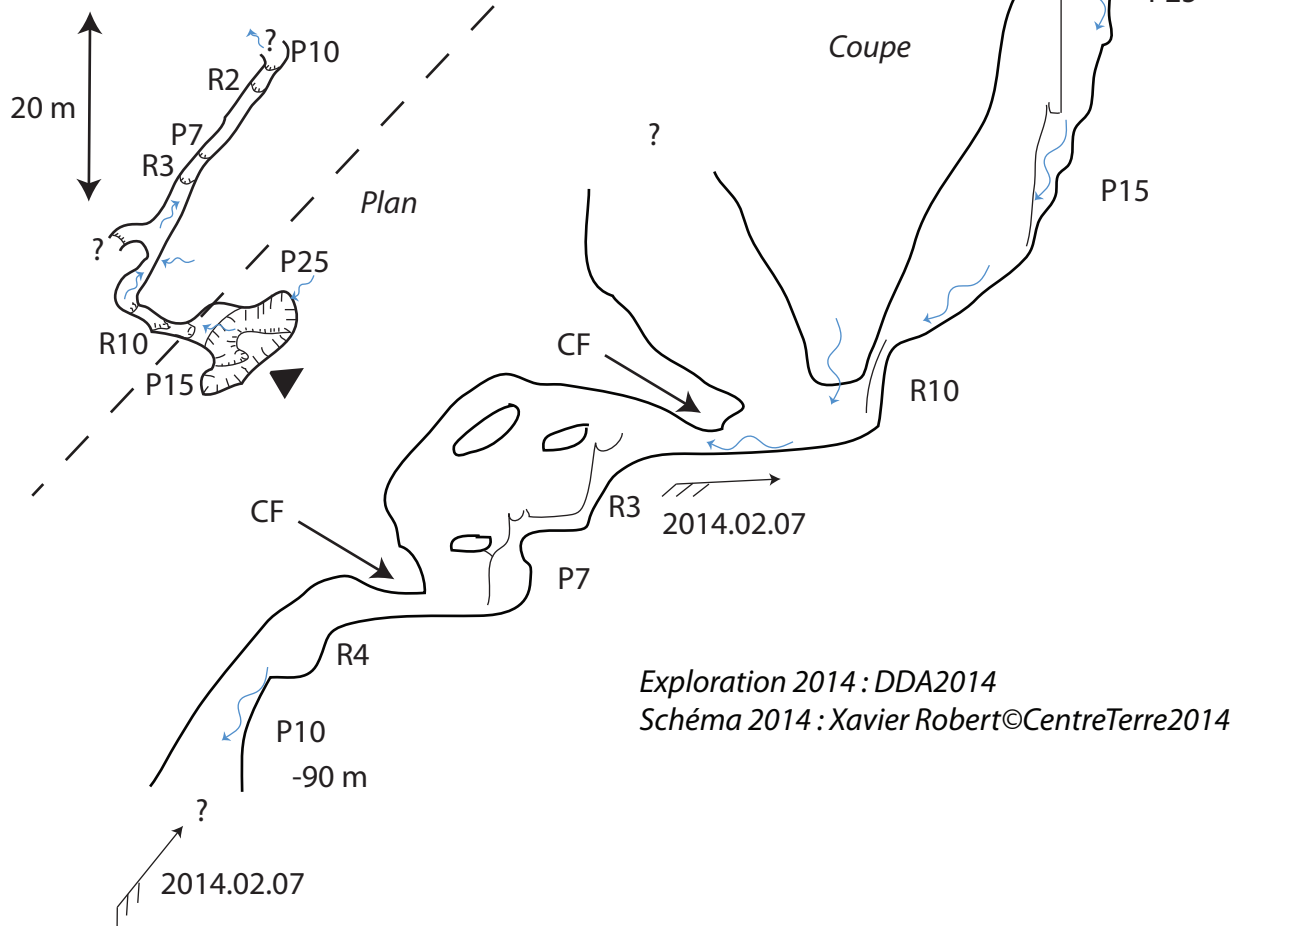 20 m
?
P10
R2
P7
R3
?
Plan
P25
R10
P15
Coupe
?
P15
CF
R10
R3
2014.02.07
CF
P7
R4
P10
-90 m
?
2014.02.07
Exploration 2014 : DDA2014
Schéma 2014 : Xavier Robert©CentreTerre2014